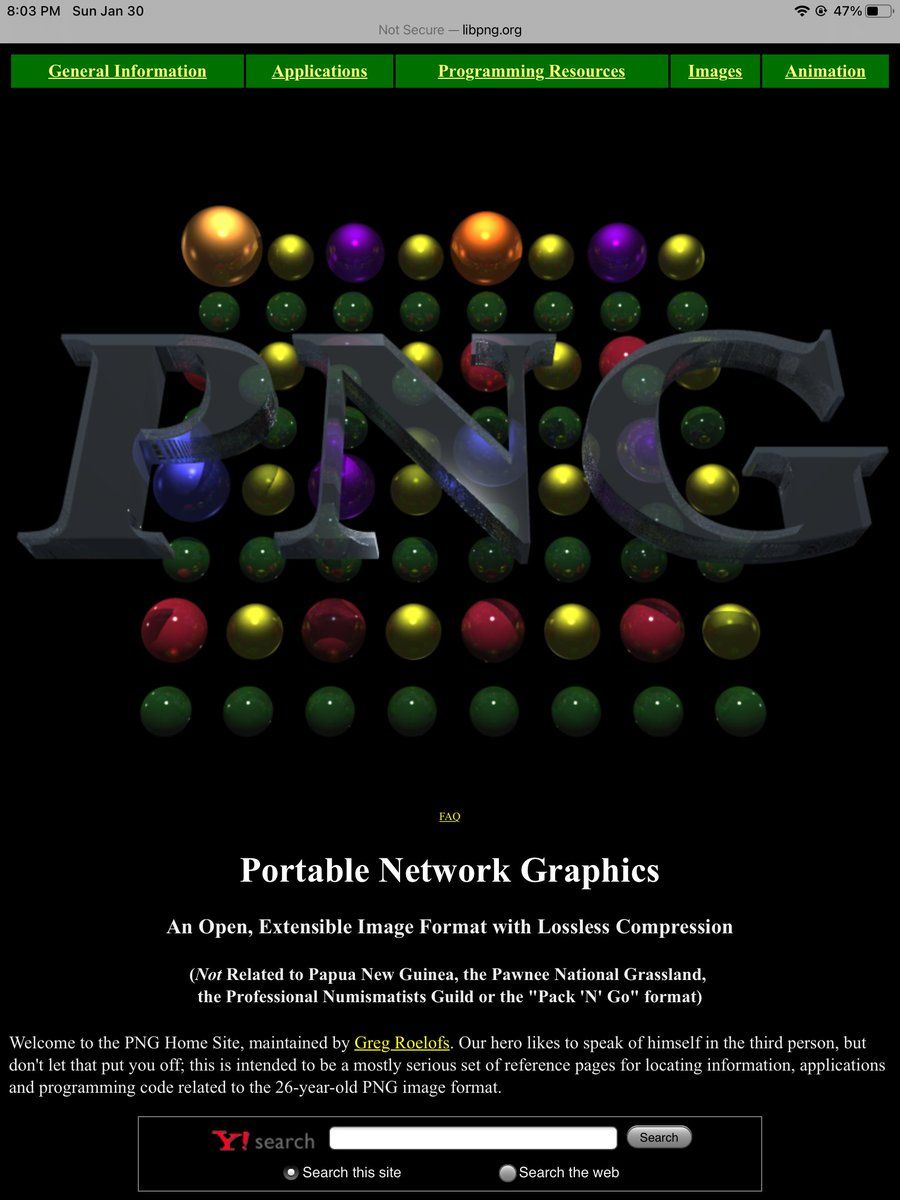 8:03 PM Sun Jan 30 47%
Not Secure — libpng.org
General Information Applications Programming Resources Images Animation
PNG
FAQ
Portable Network Graphics
An Open, Extensible Image Format with Lossless Compression
(Not Related to Papua New Guinea, the Pawnee National Grassland,
the Professional Numismatists Guild or the "Pack 'N' Go" format)
Welcome to the PNG Home Site, maintained by Greg Roelofs. Our hero likes to speak of himself in the third person, but
don't let that put you off; this is intended to be a mostly serious set of reference pages for locating information, applications
and programming code related to the 26-year-old PNG image format.
Y! search Search
Search this site Search the web